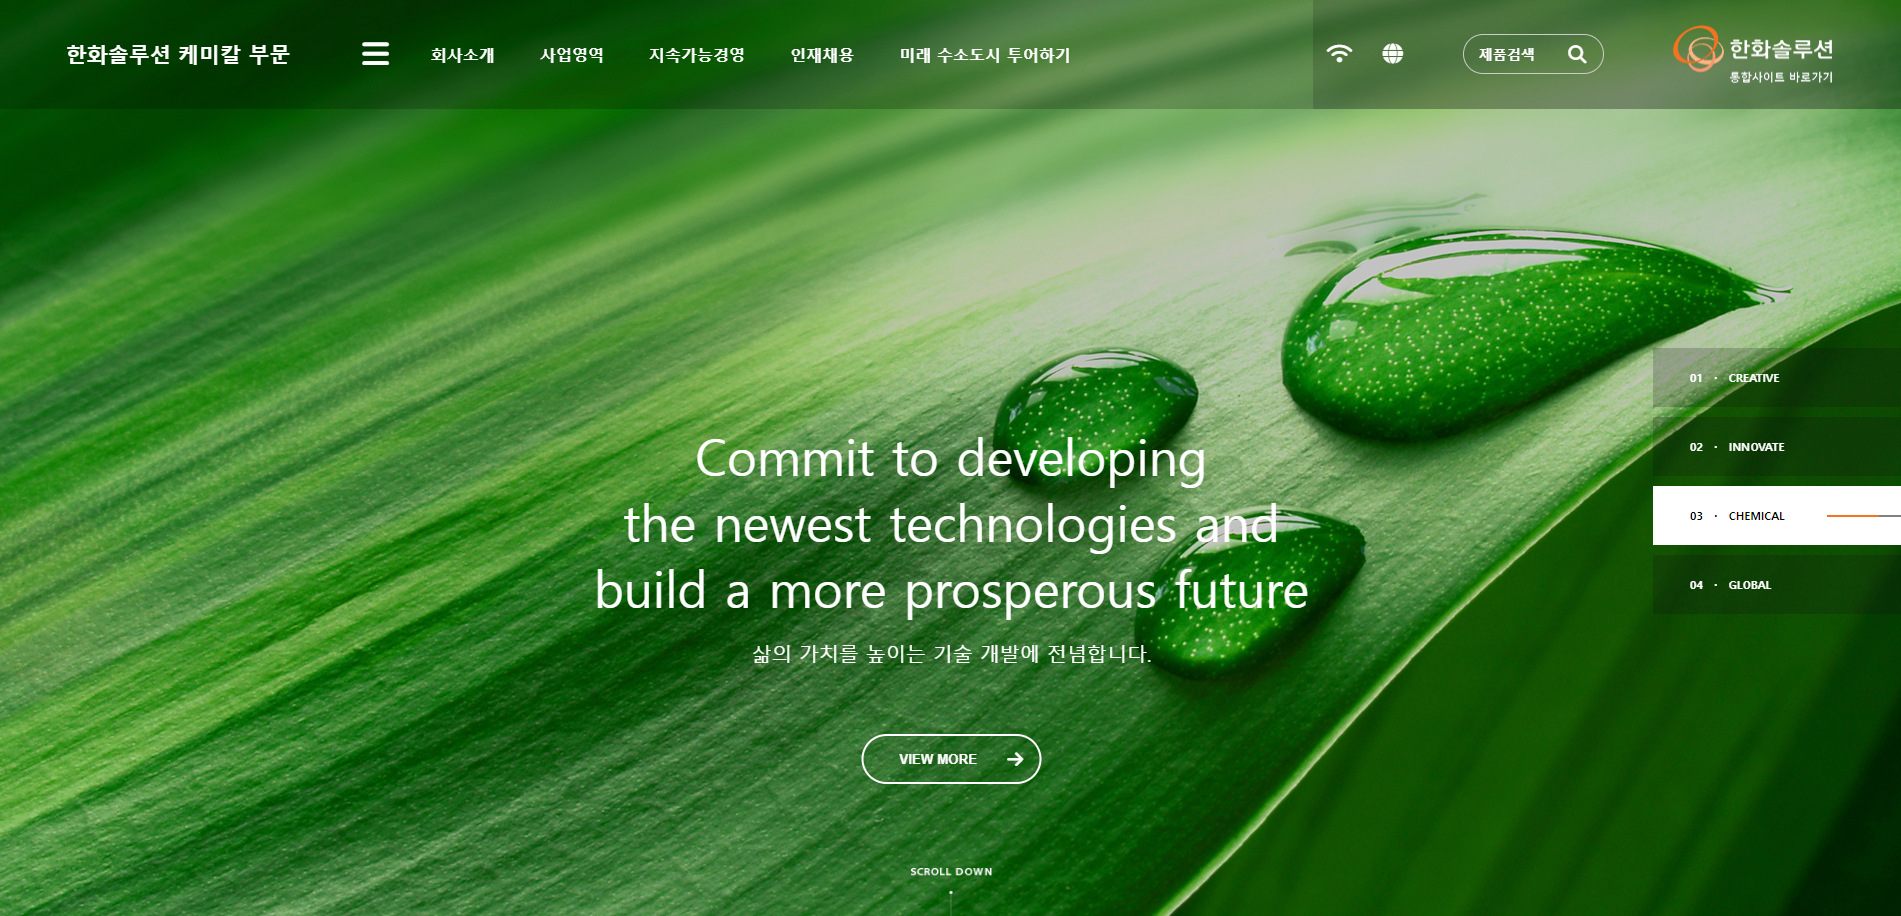 한화솔루션 케미칼 부문
회사소개
사업영역
지속가능경영
인재채용
미래 수소도시 투어하기
제품검색
한화솔루션
통합사이트 바로가기
Commit to developing
the newest technologies and
build a more prosperous future
삶의 가치를 높이는 기술 개발에 전념합니다.
VIEW MORE
01 · CREATIVE
02 · INNOVATE
03 · CHEMICAL
04 · GLOBAL
SCROLL DOWN